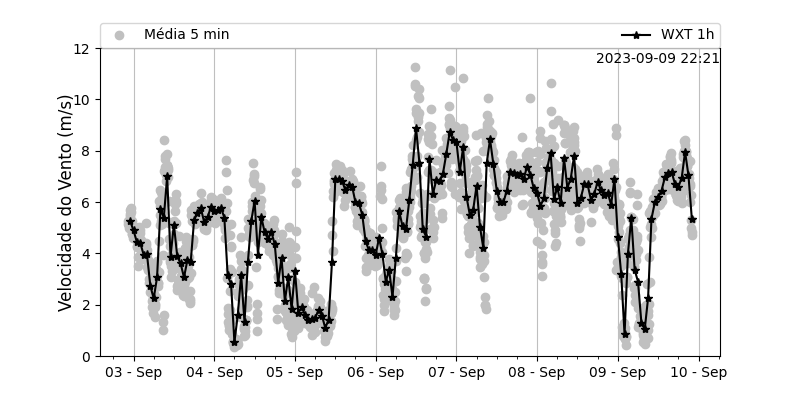 Média 5 min
WXT 1h
2023-09-09 22:21
Velocidade do Vento (m/s)
12
10
8
6
4
2
0
03 - Sep
04 - Sep
05 - Sep
06 - Sep
07 - Sep
08 - Sep
09 - Sep
10 - Sep